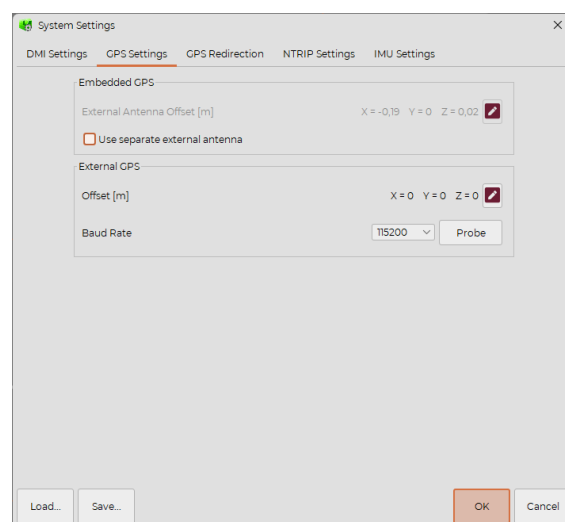 System Settings
DMI Settings GPS Settings GPS Redirection NTRIP Settings IMU Settings
Embedded GPS
External Antenna Offset [m] X = -0,19 Y = 0 Z = 0,02
Use separate external antenna
External GPS
Offset [m] X = 0 Y = 0 Z = 0
Baud Rate 115200 Probe
Load... Save... OK Cancel